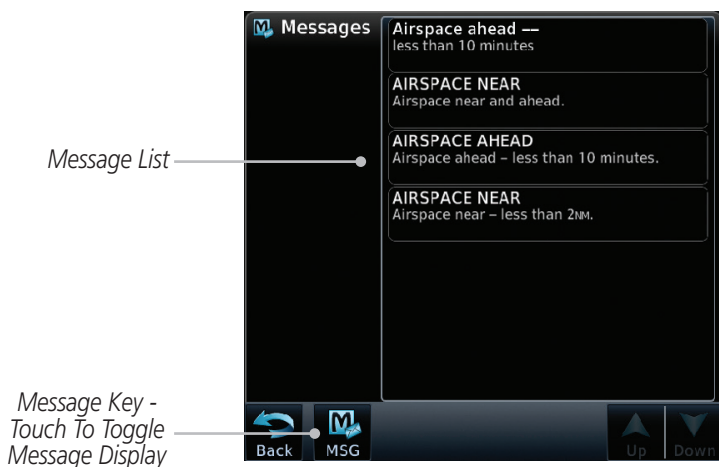 Messages
Airspace ahead ––
less than 10 minutes
AIRSPACE NEAR
Airspace near and ahead.
Message List
AIRSPACE AHEAD
Airspace ahead – less than 10 minutes.
AIRSPACE NEAR
Airspace near – less than 2NM.
Message Key -
Touch To Toggle
Message Display
Back
MSG
Up
Down